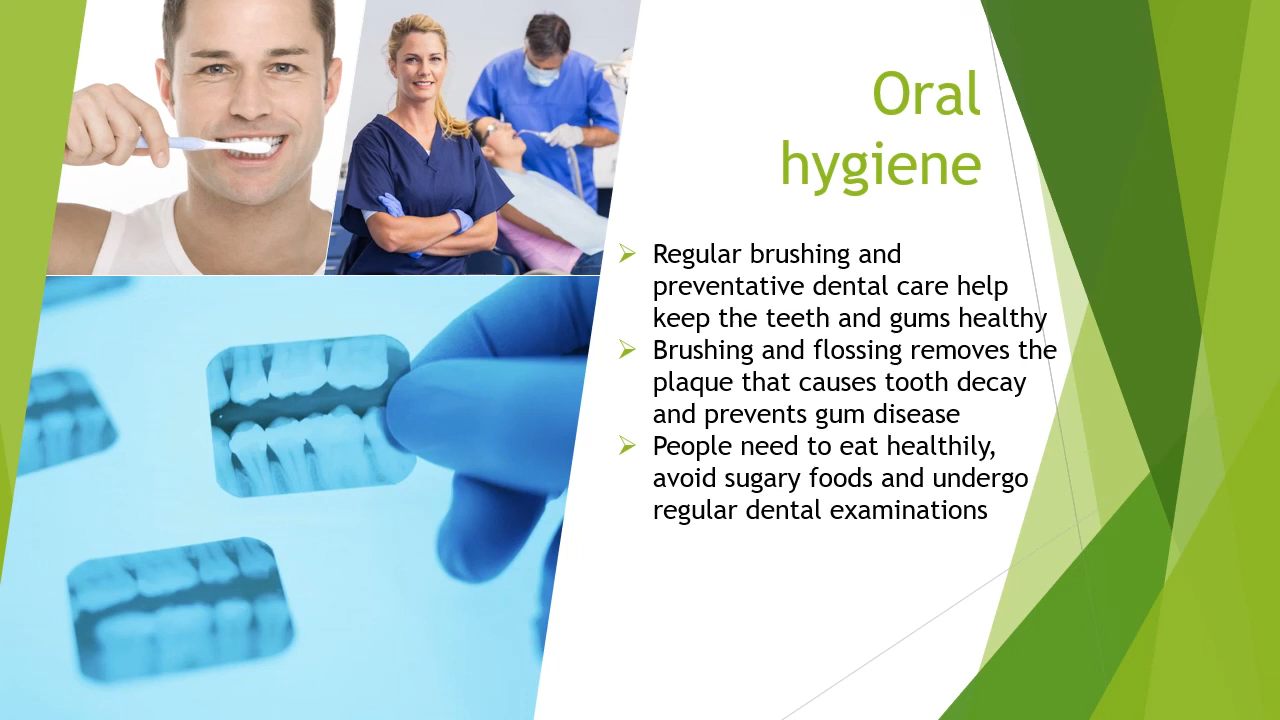 Oral
hygiene
Regular brushing and
preventative dental care help
keep the teeth and gums healthy
Brushing and flossing removes the
plaque that causes tooth decay
and prevents gum disease
People need to eat healthily,
avoid sugary foods and undergo
regular dental examinations